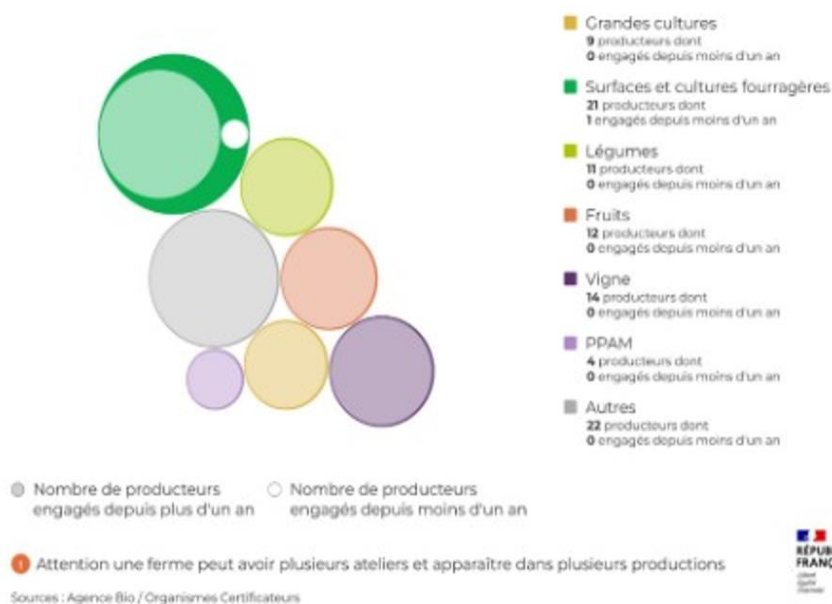 Grandes cultures
9 producteurs dont
0 engagés depuis moins d'un an
Surfaces et cultures fourragères
21 producteurs dont
1 engagés depuis moins d'un an
Légumes
11 producteurs dont
0 engagés depuis moins d'un an
Fruits
12 producteurs dont
0 engagés depuis moins d'un an
Vigne
14 producteurs dont
0 engagés depuis moins d'un an
PPAM
4 producteurs dont
0 engagés depuis moins d'un an
Autres
22 producteurs dont
0 engagés depuis moins d'un an
Nombre de producteurs
engagés depuis plus d'un an
Nombre de producteurs
engagés depuis moins d'un an
! Attention une ferme peut avoir plusieurs ateliers et apparaître dans plusieurs productions
Sources : Agence Bio / Organismes Certificateurs